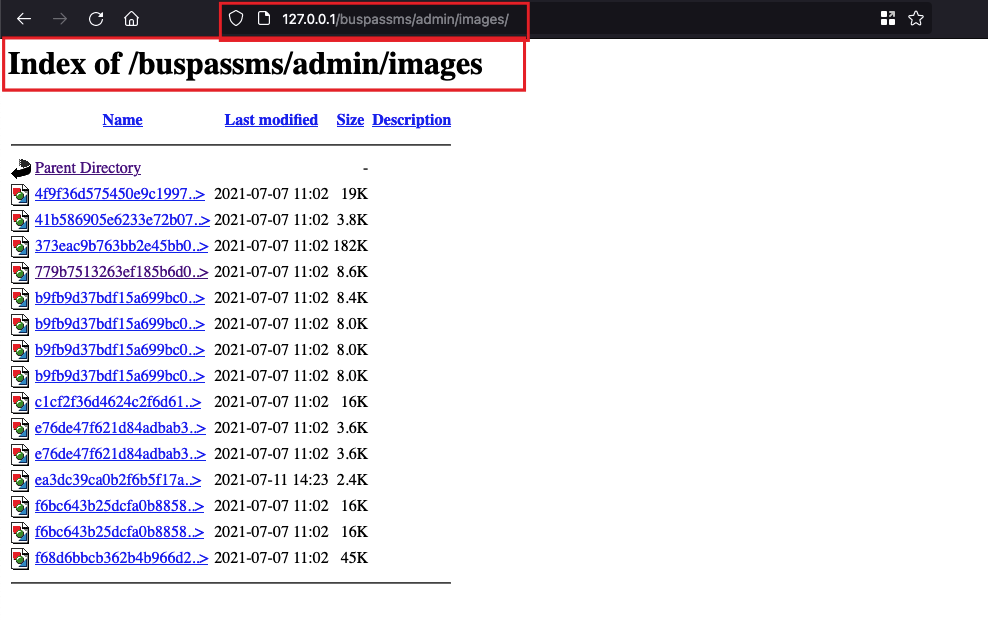 127.0.0.1/buspassms/admin/images/
Index of /buspassms/admin/images
Name Last modified Size Description
Parent Directory -
4f9f36d575450e9c1997..> 2021-07-07 11:02 19K
41b586905e6233e72b07..> 2021-07-07 11:02 3.8K
373eac9b763bb2e45bb0..> 2021-07-07 11:02 182K
779b7513263ef185b6d0..> 2021-07-07 11:02 8.6K
b9fb9d37bdf15a699bc0..> 2021-07-07 11:02 8.4K
b9fb9d37bdf15a699bc0..> 2021-07-07 11:02 8.0K
b9fb9d37bdf15a699bc0..> 2021-07-07 11:02 8.0K
b9fb9d37bdf15a699bc0..> 2021-07-07 11:02 8.0K
c1cf2f36d4624c2f6d61..> 2021-07-07 11:02 16K
e76de47f621d84adbab3..> 2021-07-07 11:02 3.6K
e76de47f621d84adbab3..> 2021-07-07 11:02 3.6K
ea3dc39ca0b2f6b5f17a..> 2021-07-11 14:23 2.4K
f6bc643b25dcfa0b8858..> 2021-07-07 11:02 16K
f6bc643b25dcfa0b8858..> 2021-07-07 11:02 16K
f68d6bbcb362b4b966d2..> 2021-07-07 11:02 45K